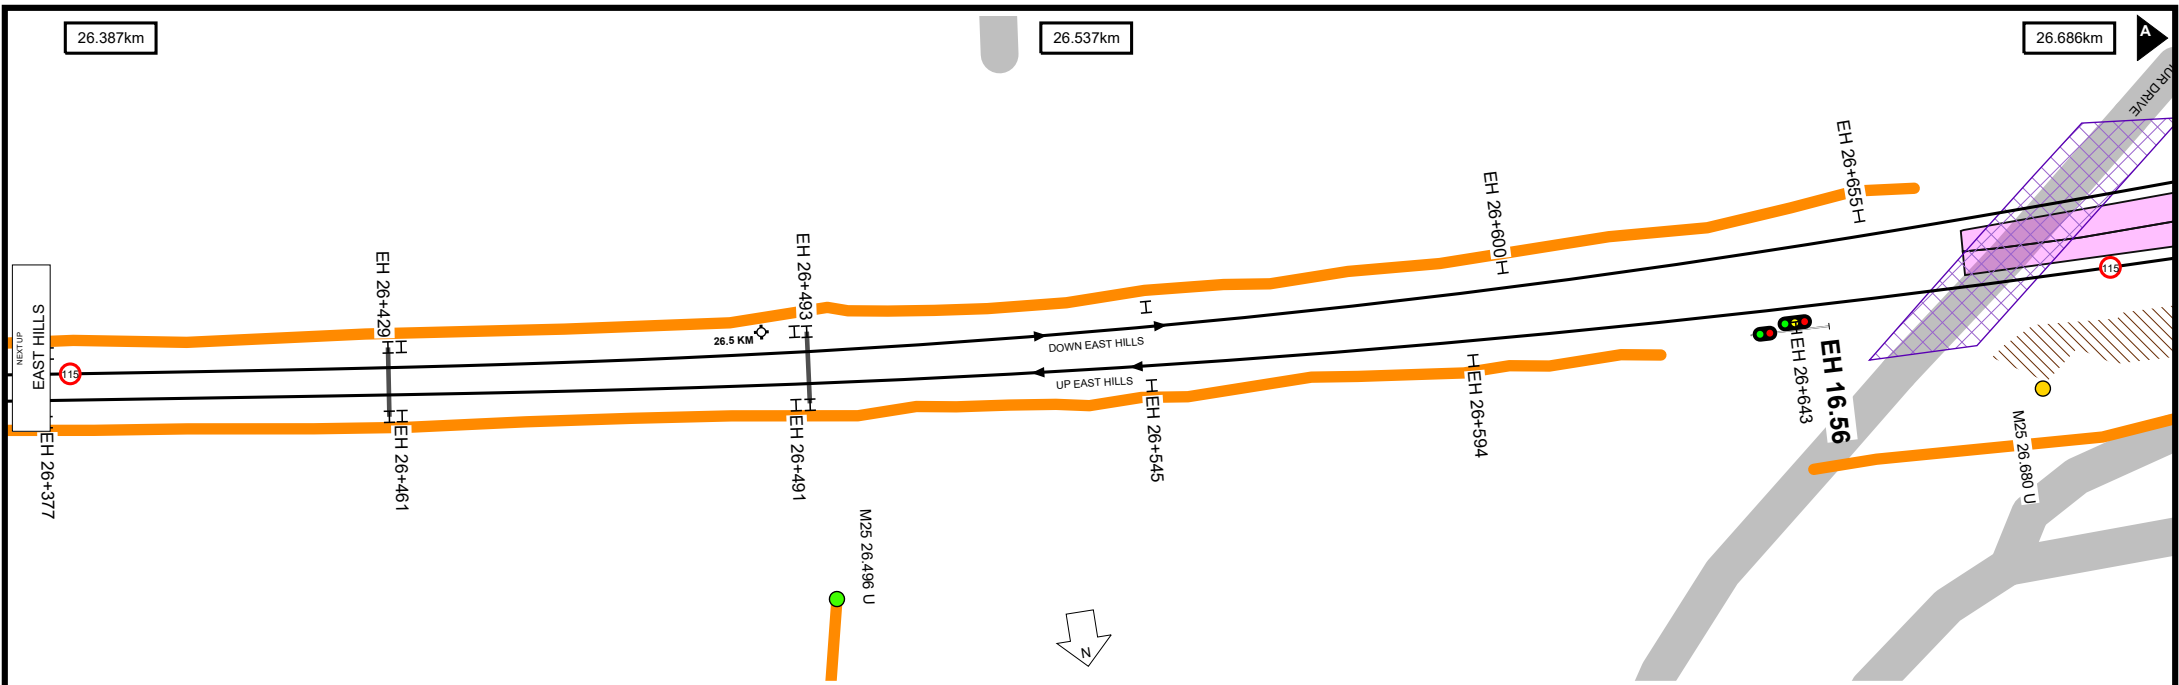 26.387km
26.537km
26.686km
A
EH 26+655
EH 26+600
EH 26+493
EH 26+429
NEXT UP
EAST HILLS
115
26.5 KM
DOWN EAST HILLS
UP EAST HILLS
115
EH 26+377
EH 26+461
EH 26+491
EH 26+545
EH 26+594
EH 26+643
EH 16.56
M25 26.680 U
M25 26.496 U
N
DRIVE